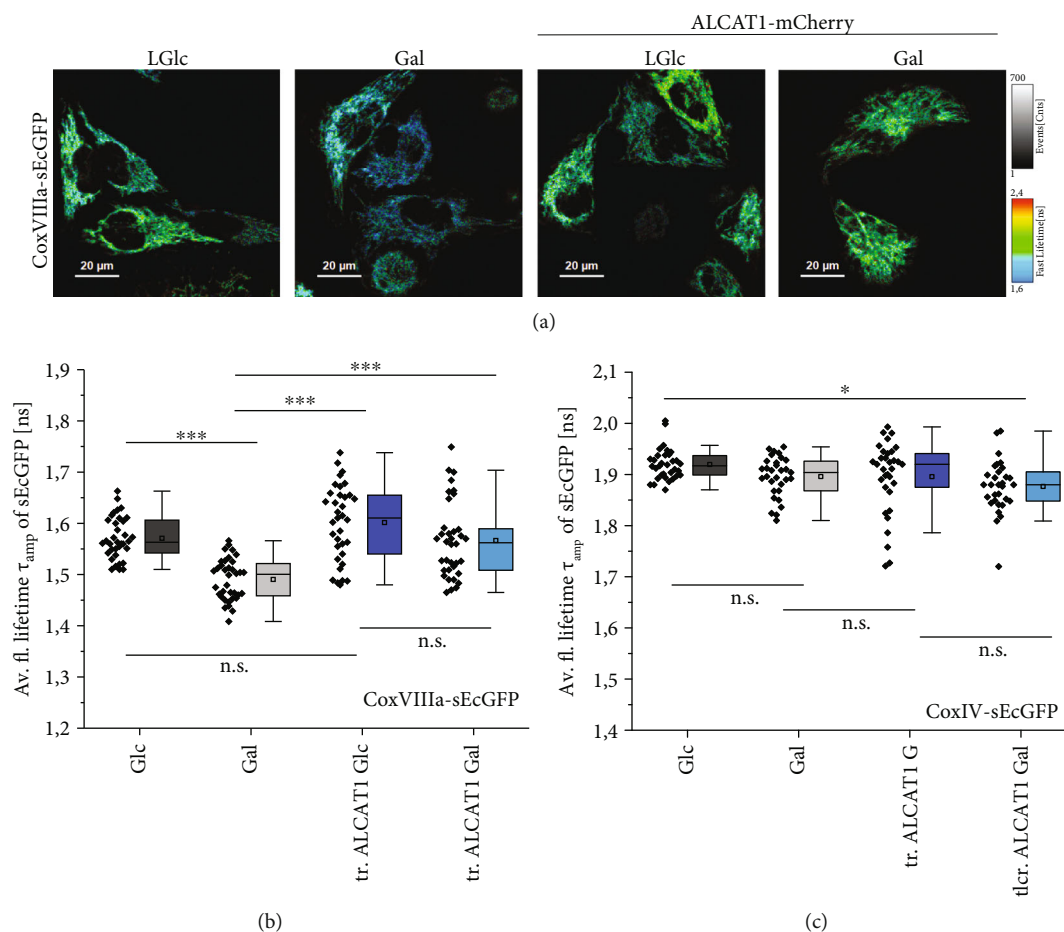 ALCAT1-mCherry
LGlc
Gal
LGlc
Gal
CoxVIIIa-sEcGFP
20 µm
20 µm
20 µm
20 µm
700
Events[Cnts]
1
2,4
Fast Lifetime[ns]
1,6
(a)
Av. fl. lifetime τamp of sEcGFP [ns]
1,9
1,8
1,7
1,6
1,5
1,4
1,3
1,2
***
***
***
n.s.
n.s.
CoxVIIIa-sEcGFP
Glc
Gal
tr. ALCAT1 Glc
tr. ALCAT1 Gal
(b)
Av. fl. lifetime τamp of sEcGFP [ns]
2,1
2,0
1,9
1,8
1,7
1,6
1,5
1,4
*
n.s.
n.s.
n.s.
CoxIV-sEcGFP
Glc
Gal
tr. ALCAT1 G
tlcr. ALCAT1 Gal
(c)